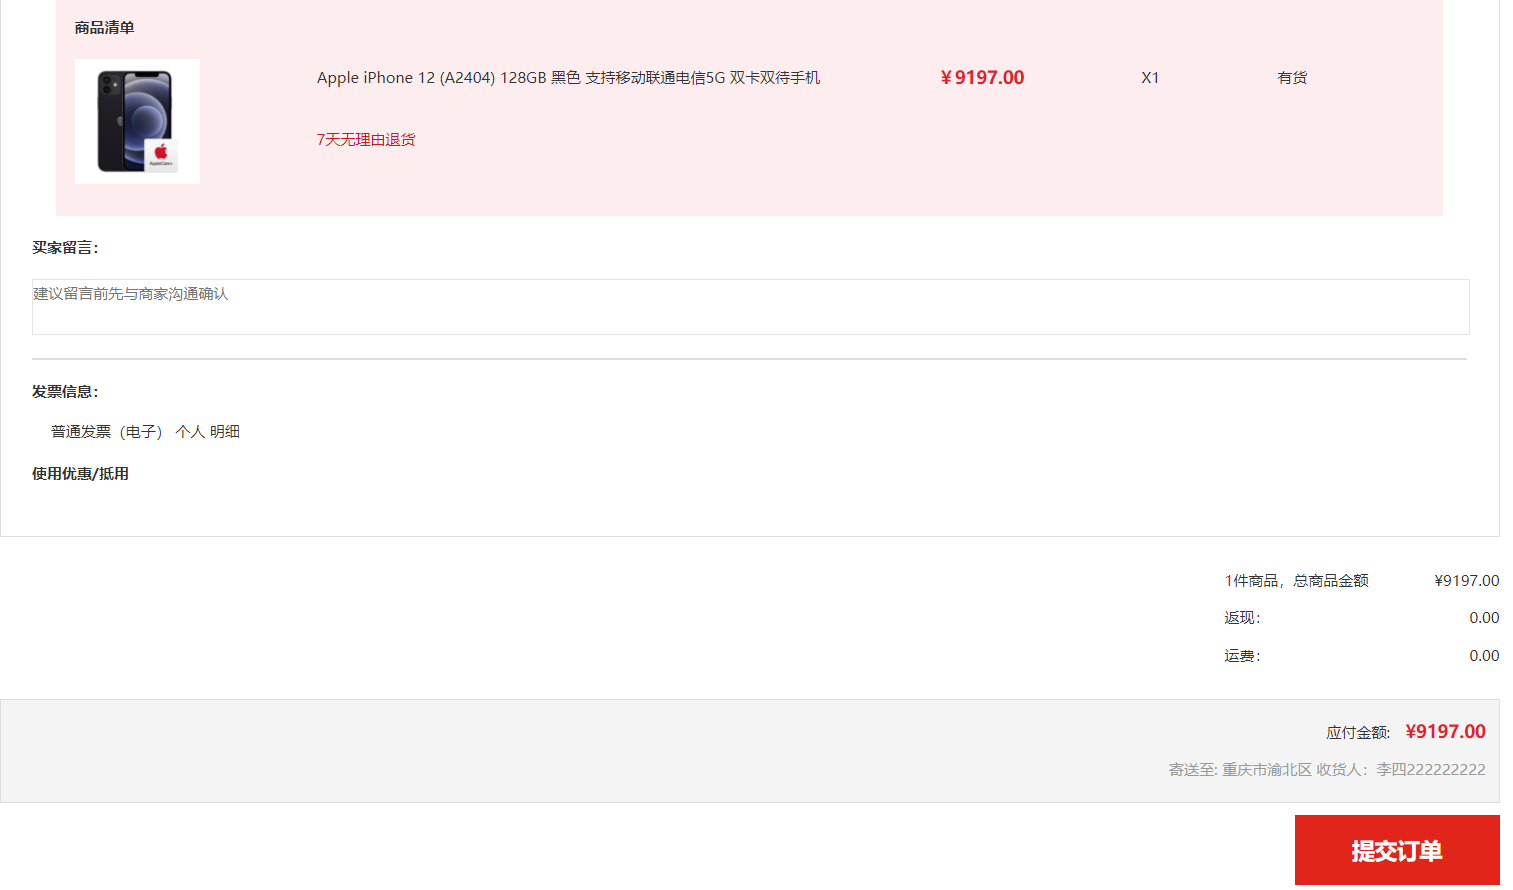 商品清单
Apple iPhone 12 (A2404) 128GB 黑色 支持移动联通电信5G 双卡双待手机 ¥9197.00 X1 有货
7天无理由退货
AppleCare+
买家留言：
建议留言前先与商家沟通确认
发票信息：
普通发票（电子） 个人 明细
使用优惠/抵用
1件商品，总商品金额 ¥9197.00
返现： 0.00
运费： 0.00
应付金额: ¥9197.00
寄送至: 重庆市渝北区 收货人：李四222222222
提交订单